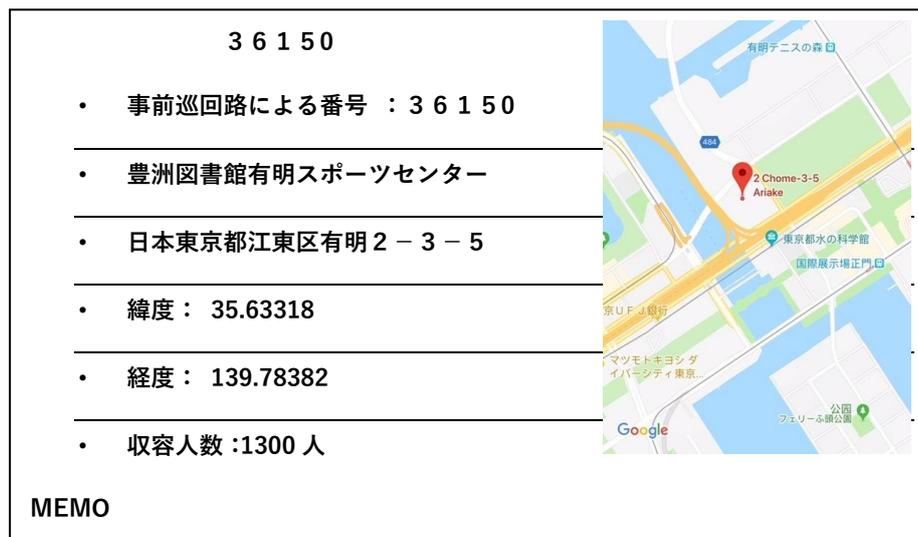 ３６１５０
• 事前巡回路による番号 ：３６１５０
• 豊洲図書館有明スポーツセンター
• 日本東京都江東区有明２－３－５
• 緯度： 35.63318
• 経度： 139.78382
• 収容人数：1300 人
MEMO
有明テニスの森
484
2 Chome-3-5
Ariake
東京都水の科学館
国際展示場正門
京ＵＦＪ銀行
マツモトキヨシ ダ
イバーシティ東京...
公園
フェリーふ頭公園
Google